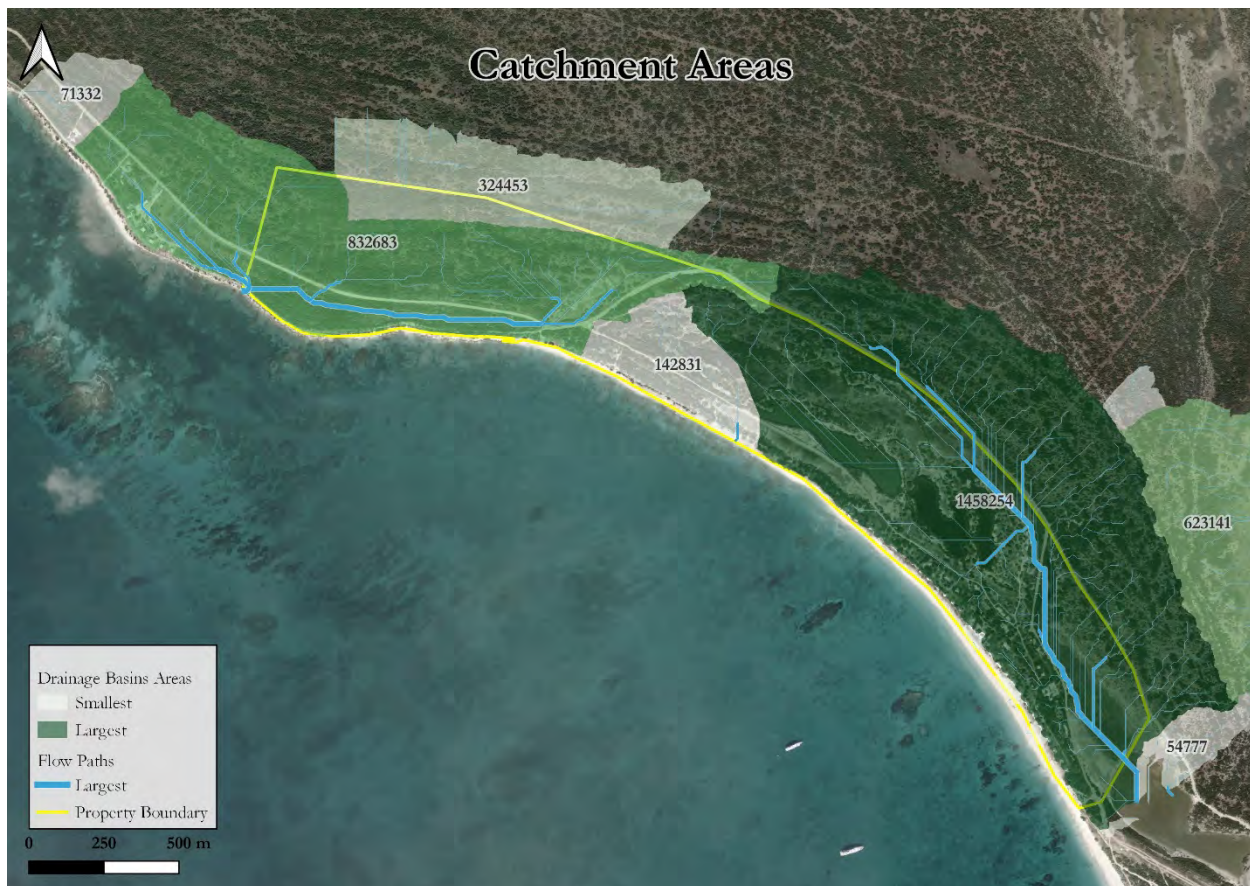 Catchment Areas
71332
324453
832683
142831
1458254
623141
54777
Drainage Basins Areas
Smallest
Largest
Flow Paths
Largest
Property Boundary
0 250 500 m